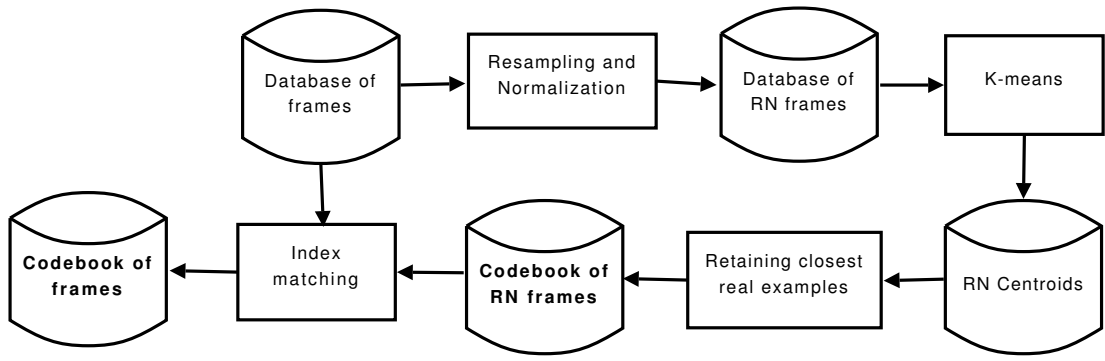 Database of
frames
Resampling and
Normalization
Database of
RN frames
K-means
Codebook of
frames
Index
matching
Codebook of
RN frames
Retaining closest
real examples
RN Centroids